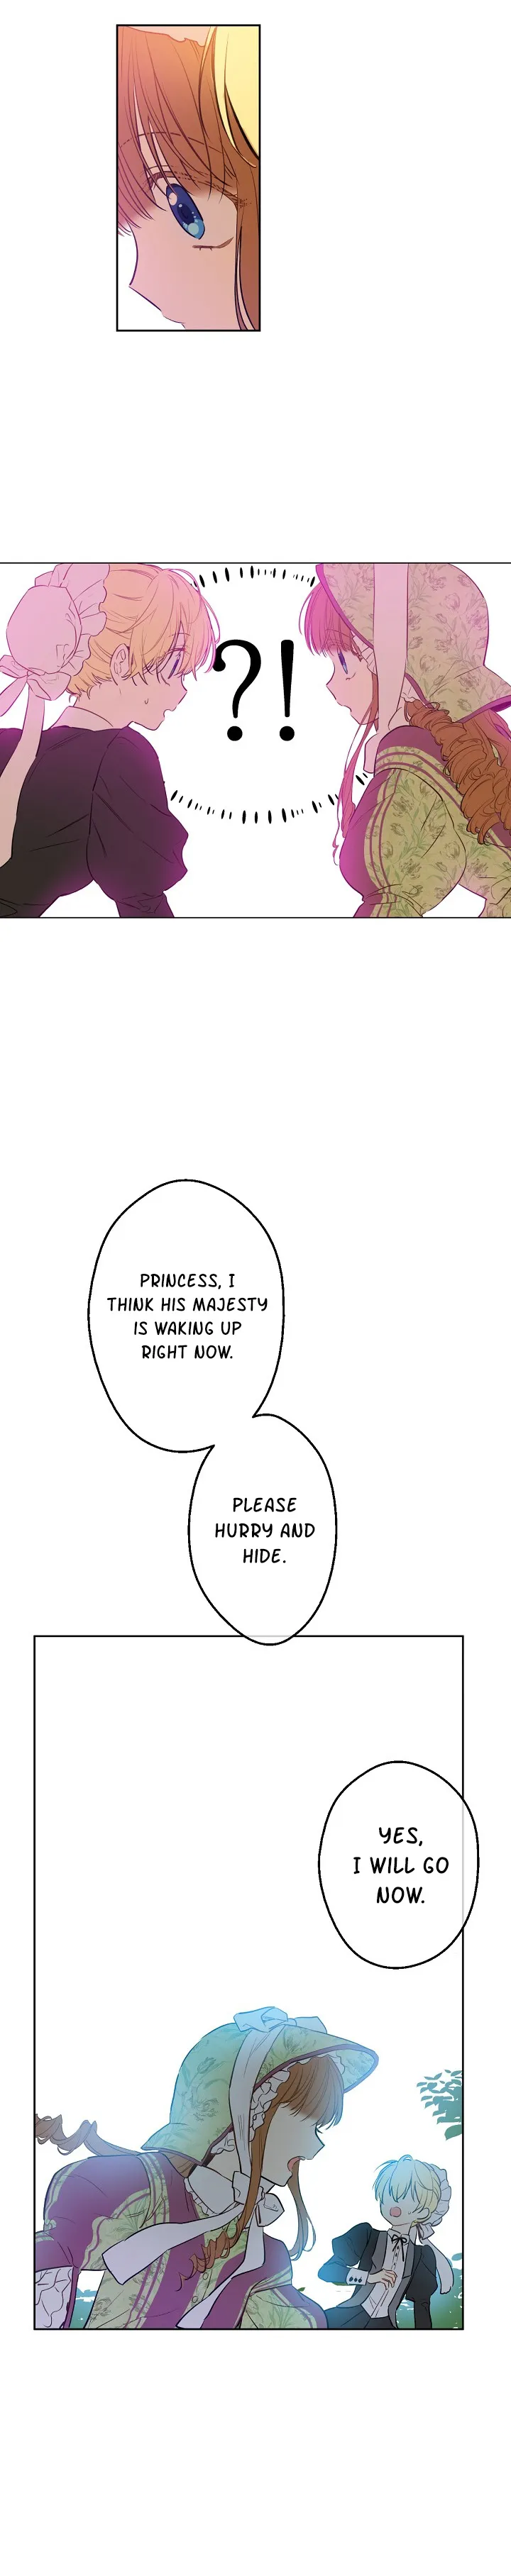 ?!
PRINCESS, I
THINK HIS MAJESTY
IS WAKING UP
RIGHT NOW.
PLEASE
HURRY AND
HIDE.
YES,
I WILL GO
NOW.